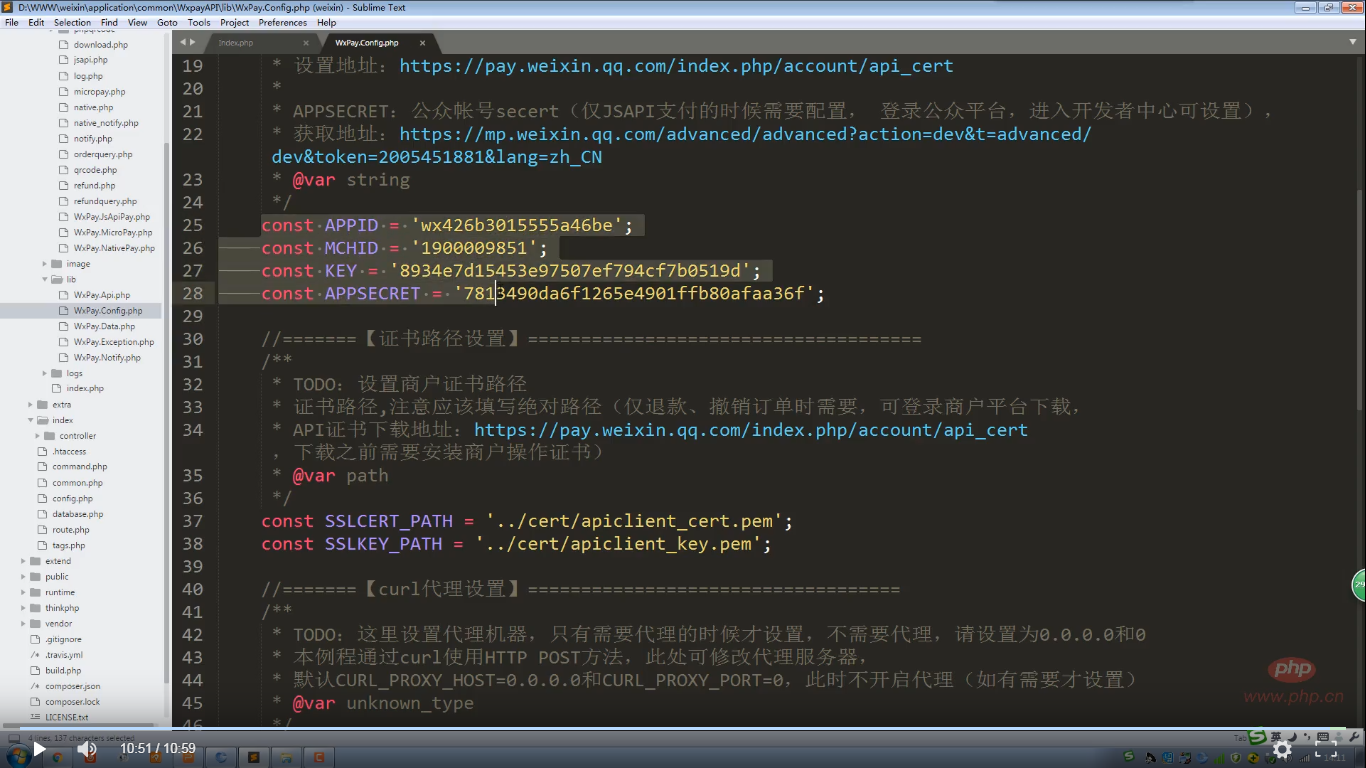 D:\WWW\weixin\application\common\WxpayAPI\lib\WxPay.Config.php (weixin) - Sublime Text
File Edit Selection Find View Goto Tools Project Preferences Help
Index.php × WxPay.Config.php ×
download.php
jsapi.php
log.php
micropay.php
native.php
native_notify.php
notify.php
orderquery.php
qrcode.php
refund.php
refundquery.php
WxPay.JsApiPay.php
WxPay.MicroPay.php
WxPay.NativePay.php
image
lib
WxPay.Api.php
WxPay.Config.php
WxPay.Data.php
WxPay.Exception.php
WxPay.Notify.php
logs
index.php
extra
index
controller
.htaccess
command.php
common.php
config.php
database.php
route.php
tags.php
extend
public
runtime
thinkphp
vendor
.gitignore
.travis.yml
build.php
composer.json
composer.lock
LICENSE.txt
19 * 设置地址：https://pay.weixin.qq.com/index.php/account/api_cert
20 *
21 * APPSECRET：公众帐号secert（仅JSAPI支付的时候需要配置， 登录公众平台，进入开发者中心可设置），
22 * 获取地址：https://mp.weixin.qq.com/advanced/advanced?action=dev&t=advanced/
dev&token=2005451881&lang=zh_CN
23 * @var string
24 */
25 const APPID = 'wx426b3015555a46be';
26 const MCHID = '1900009851';
27 const KEY = '8934e7d15453e97507ef794cf7b0519d';
28 const APPSECRET = '7813490da6f1265e4901ffb80afaa36f';
29
30 //=======【证书路径设置】=====================================
31 /**
32 * TODO：设置商户证书路径
33 * 证书路径,注意应该填写绝对路径（仅退款、撤销订单时需要，可登录商户平台下载，
34 * API证书下载地址：https://pay.weixin.qq.com/index.php/account/api_cert
，下载之前需要安装商户操作证书）
35 * @var path
36 */
37 const SSLCERT_PATH = '../cert/apiclient_cert.pem';
38 const SSLKEY_PATH = '../cert/apiclient_key.pem';
39
40 //=======【curl代理设置】===================================
41 /**
42 * TODO：这里设置代理机器，只有需要代理的时候才设置，不需要代理，请设置为0.0.0.0和0
43 * 本例程通过curl使用HTTP POST方法，此处可修改代理服务器，
44 * 默认CURL_PROXY_HOST=0.0.0.0和CURL_PROXY_PORT=0，此时不开启代理（如有需要才设置）
45 * @var unknown_type
46 */
php
www.php.cn
4 lines, 137 characters selected
10:51 / 10:59
14:11